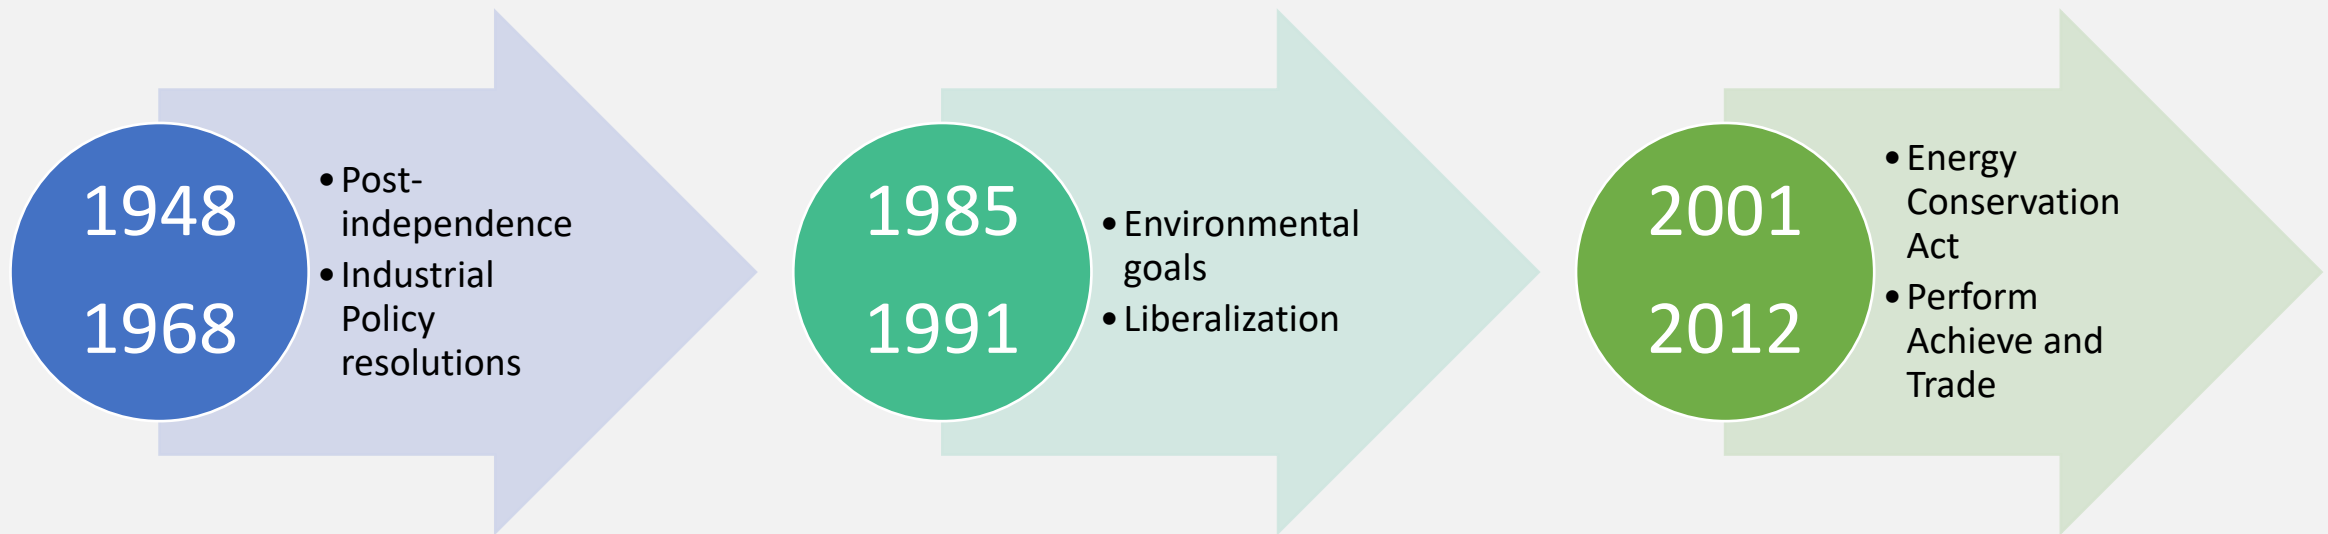 1948
1968
•Post-
independence
•Industrial
Policy
resolutions
1985
1991
•Environmental
goals
•Liberalization
2001
2012
•Energy
Conservation
Act
•Perform
Achieve and
Trade